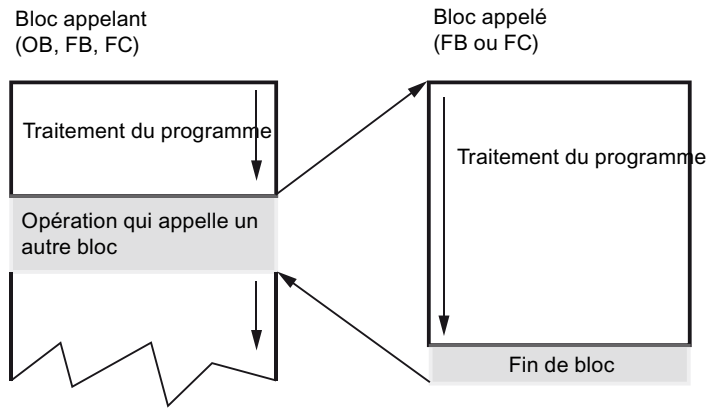 Bloc appelant
(OB, FB, FC)
Bloc appelé
(FB ou FC)
Traitement du programme
Traitement du programme
Opération qui appelle un
autre bloc
Fin de bloc